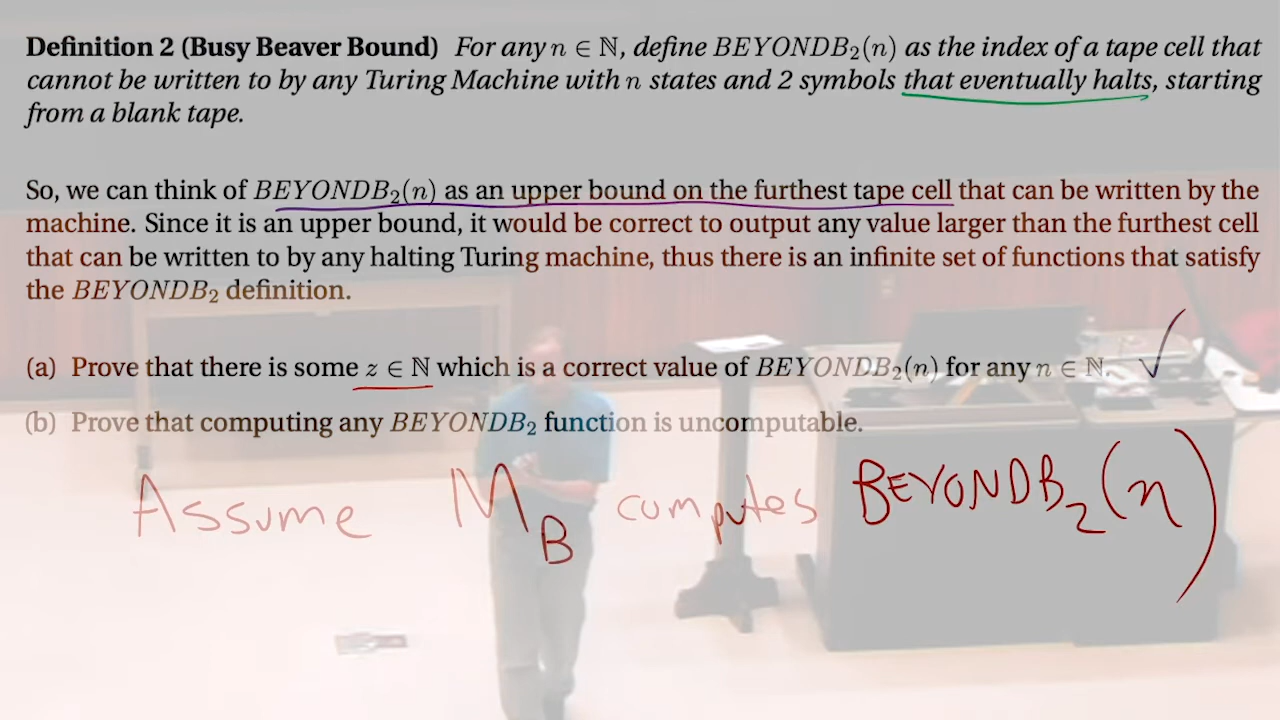 Definition 2 (Busy Beaver Bound) For any n ∈ ℕ, define BEYONDB₂(n) as the index of a tape cell that
cannot be written to by any Turing Machine with n states and 2 symbols that eventually halts, starting
from a blank tape.
So, we can think of BEYONDB₂(n) as an upper bound on the furthest tape cell that can be written by the
machine. Since it is an upper bound, it would be correct to output any value larger than the furthest cell
that can be written to by any halting Turing machine, thus there is an infinite set of functions that satisfy
the BEYONDB₂ definition.
(a) Prove that there is some z ∈ ℕ which is a correct value of BEYONDB₂(n) for any n ∈ ℕ. ✓
(b) Prove that computing any BEYONDB₂ function is uncomputable.
Assume M_B computes BEYONDB₂(n)